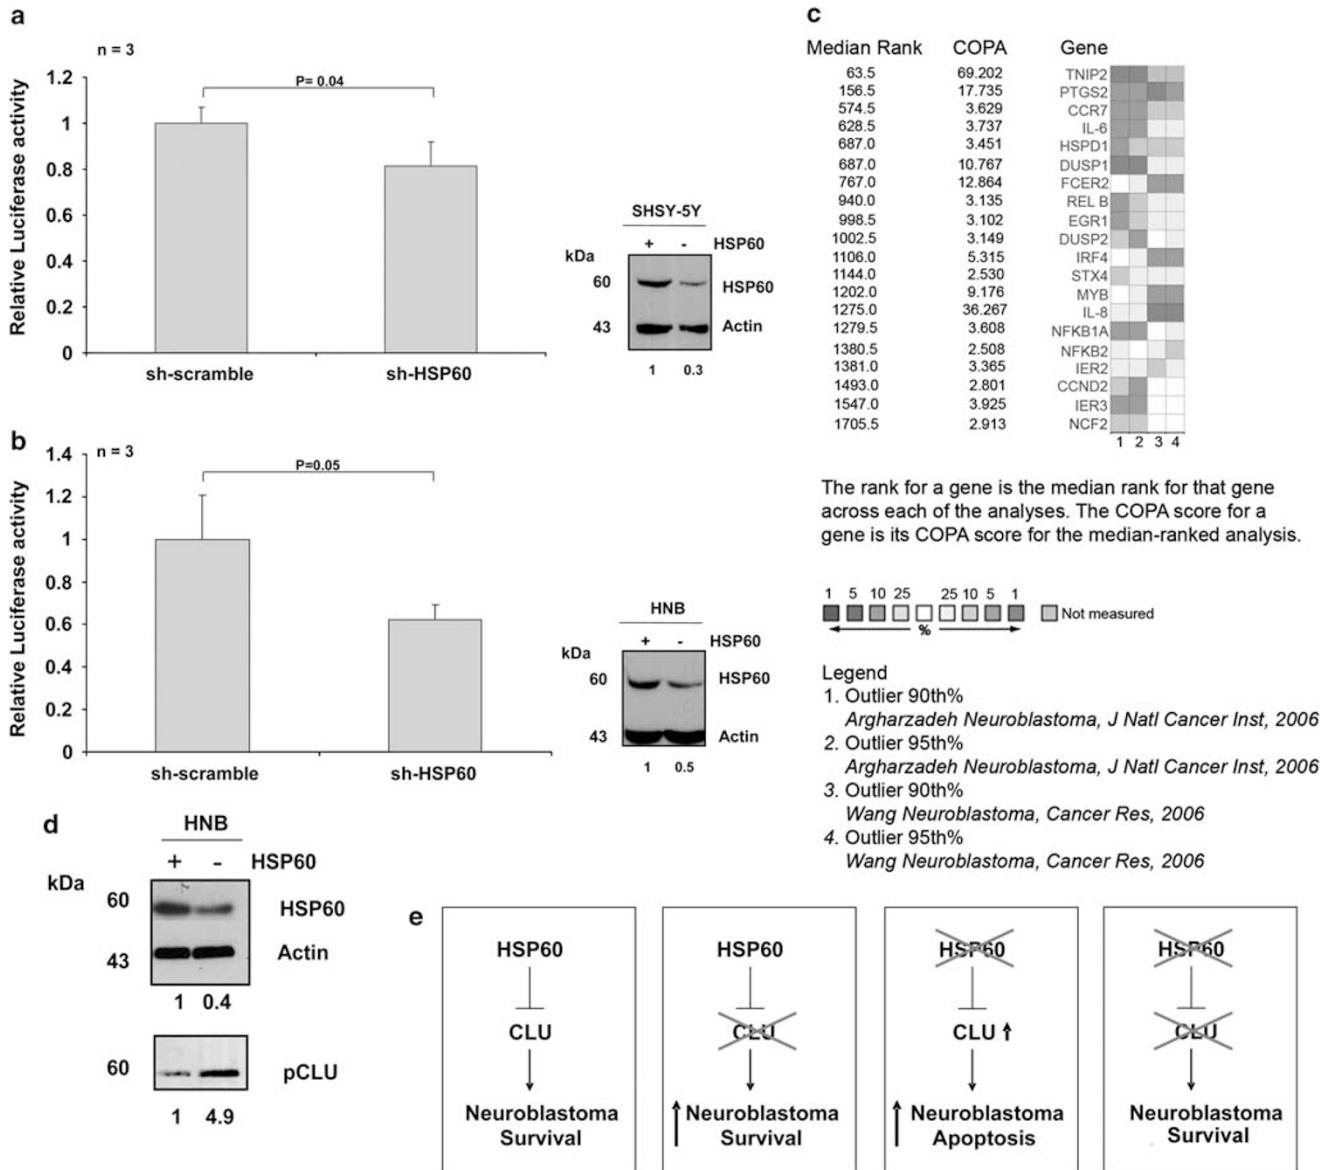 a
n = 3
Relative Luciferase activity
1.2
1
0.8
0.6
0.4
0.2
0
P= 0.04
sh-scramble sh-HSP60
SHSY-5Y
+ - HSP60
kDa
60 HSP60
43 Actin
1 0.3
b
n = 3
Relative Luciferase activity
1.4
1.2
1
0.8
0.6
0.4
0.2
0
P=0.05
sh-scramble sh-HSP60
HNB
+ - HSP60
kDa
60 HSP60
43 Actin
1 0.5
c
Median Rank COPA Gene
63.5 69.202 TNIP2
156.5 17.735 PTGS2
574.5 3.629 CCR7
628.5 3.737 IL-6
687.0 3.451 HSPD1
687.0 10.767 DUSP1
767.0 12.864 FCER2
940.0 3.135 REL B
998.5 3.102 EGR1
1002.5 3.149 DUSP2
1106.0 5.315 IRF4
1144.0 2.530 STX4
1202.0 9.176 MYB
1275.0 36.267 IL-8
1279.5 3.608 NFKB1A
1380.5 2.508 NFKB2
1381.0 3.365 IER2
1493.0 2.801 CCND2
1547.0 3.925 IER3
1705.5 2.913 NCF2
1 2 3 4
The rank for a gene is the median rank for that gene
across each of the analyses. The COPA score for a
gene is its COPA score for the median-ranked analysis.
1 5 10 25 25 10 5 1
Not measured
%
Legend
1. Outlier 90th%
Argharzadeh Neuroblastoma, J Natl Cancer Inst, 2006
2. Outlier 95th%
Argharzadeh Neuroblastoma, J Natl Cancer Inst, 2006
3. Outlier 90th%
Wang Neuroblastoma, Cancer Res, 2006
4. Outlier 95th%
Wang Neuroblastoma, Cancer Res, 2006
d
HNB
+ - HSP60
kDa
60 HSP60
43 Actin
1 0.4
60 pCLU
1 4.9
e
HSP60
CLU
Neuroblastoma
Survival
HSP60
CLU
Neuroblastoma
Survival
HSP60
CLU
Neuroblastoma
Apoptosis
HSP60
CLU
Neuroblastoma
Survival